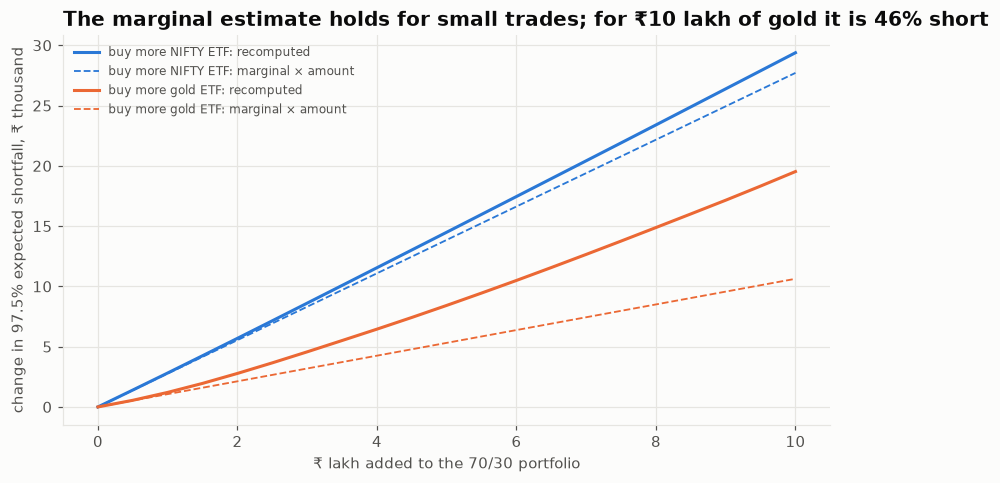 The marginal estimate holds for small trades; for ₹10 lakh of gold it is 46% short
buy more NIFTY ETF: recomputed
buy more NIFTY ETF: marginal × amount
buy more gold ETF: recomputed
buy more gold ETF: marginal × amount
change in 97.5% expected shortfall, ₹ thousand
30
25
20
15
10
5
0
0 2 4 6 8 10
₹ lakh added to the 70/30 portfolio